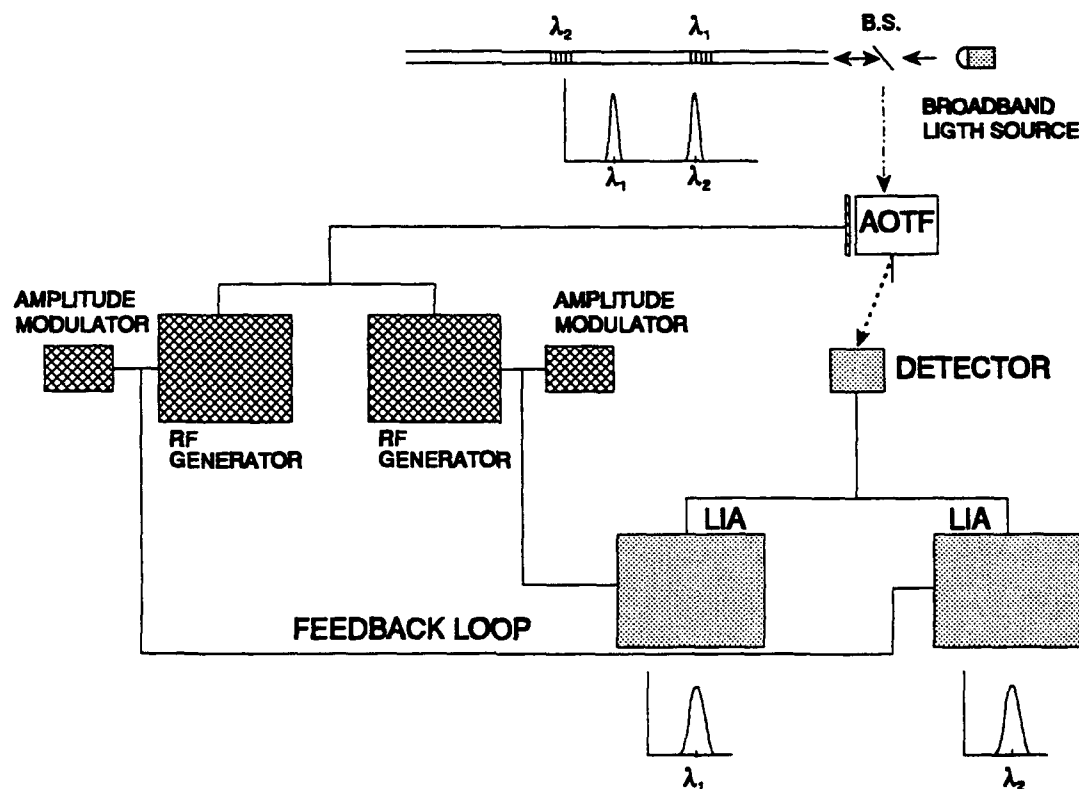 λ₂
λ₁
B.S.
BROADBAND
LIGTH SOURCE
λ₁
λ₂
AOTF
AMPLITUDE
MODULATOR
AMPLITUDE
MODULATOR
DETECTOR
RF
GENERATOR
RF
GENERATOR
LIA
LIA
FEEDBACK LOOP
λ₁
λ₂